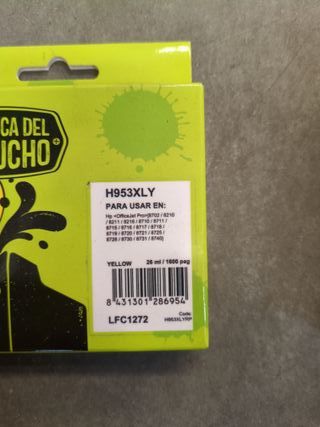 CA DEL
UCHO+
H953XLY
PARA USAR EN:
Hp <OfficeJet Pro>(8702 / 8210
/ 8211 / 8216 / 8710 / 8711
/ 8715 / 8716 / 8717 / 8718
/ 8719 / 8720 / 8721 / 8725
/ 8728 / 8730 / 8731 / 8740)
YELLOW 26 ml / 1600 pag
8 431301 286954
LFC1272
Code:
H953XLYRP